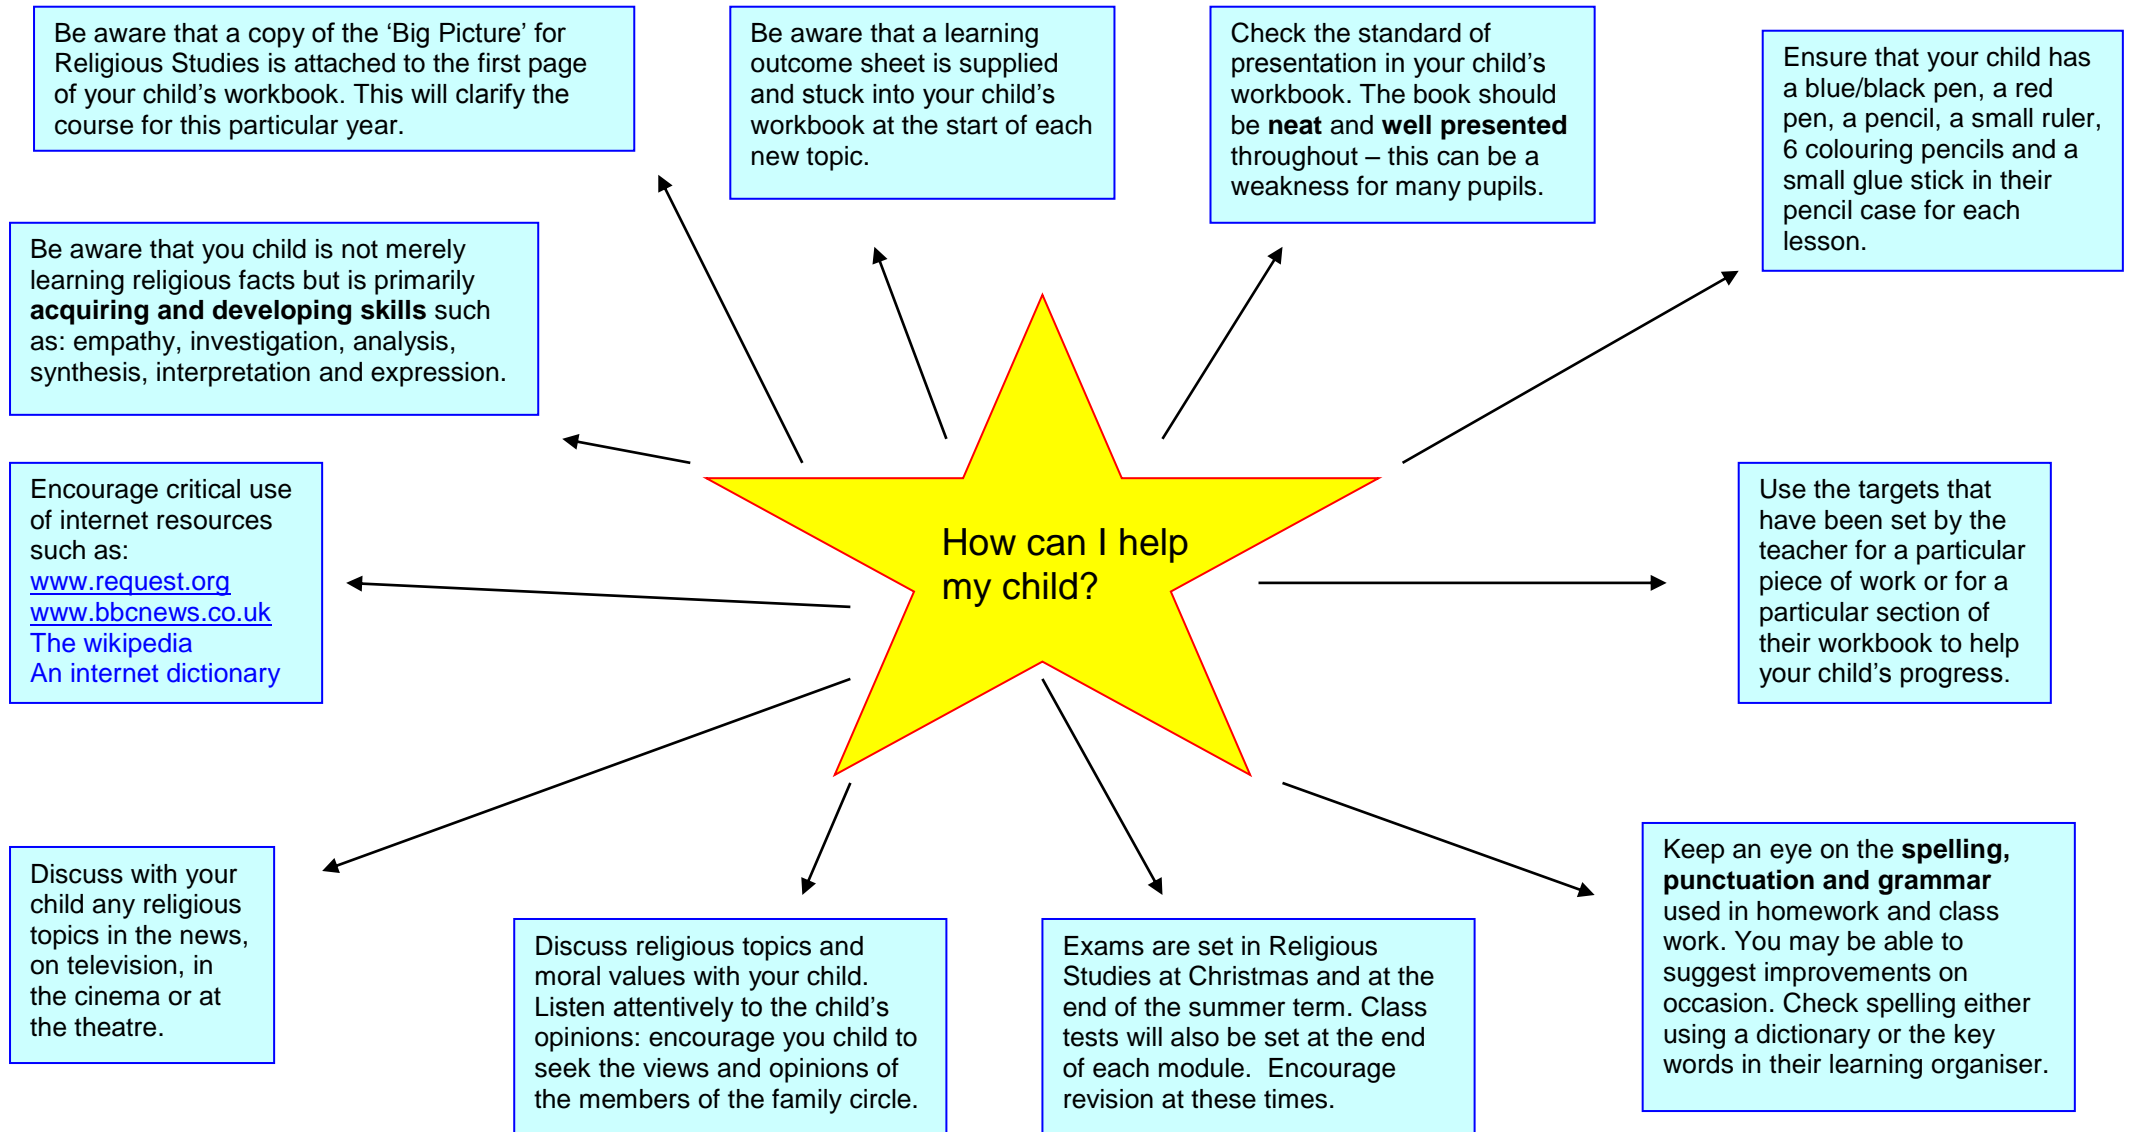 Be aware that a copy of the ‘Big Picture’ for
Religious Studies is attached to the first page
of your child’s workbook. This will clarify the
course for this particular year.
Be aware that a learning
outcome sheet is supplied
and stuck into your child’s
workbook at the start of each
new topic.
Check the standard of
presentation in your child’s
workbook. The book should
be neat and well presented
throughout – this can be a
weakness for many pupils.
Ensure that your child has
a blue/black pen, a red
pen, a pencil, a small ruler,
6 colouring pencils and a
small glue stick in their
pencil case for each
lesson.
Be aware that you child is not merely
learning religious facts but is primarily
acquiring and developing skills such
as: empathy, investigation, analysis,
synthesis, interpretation and expression.
Encourage critical use
of internet resources
such as:
www.request.org
www.bbcnews.co.uk
The wikipedia
An internet dictionary
How can I help
my child?
Use the targets that
have been set by the
teacher for a particular
piece of work or for a
particular section of
their workbook to help
your child’s progress.
Discuss with your
child any religious
topics in the news,
on television, in
the cinema or at
the theatre.
Discuss religious topics and
moral values with your child.
Listen attentively to the child’s
opinions: encourage you child to
seek the views and opinions of
the members of the family circle.
Exams are set in Religious
Studies at Christmas and at the
end of the summer term. Class
tests will also be set at the end
of each module.  Encourage
revision at these times.
Keep an eye on the spelling,
punctuation and grammar
used in homework and class
work. You may be able to
suggest improvements on
occasion. Check spelling either
using a dictionary or the key
words in their learning organiser.